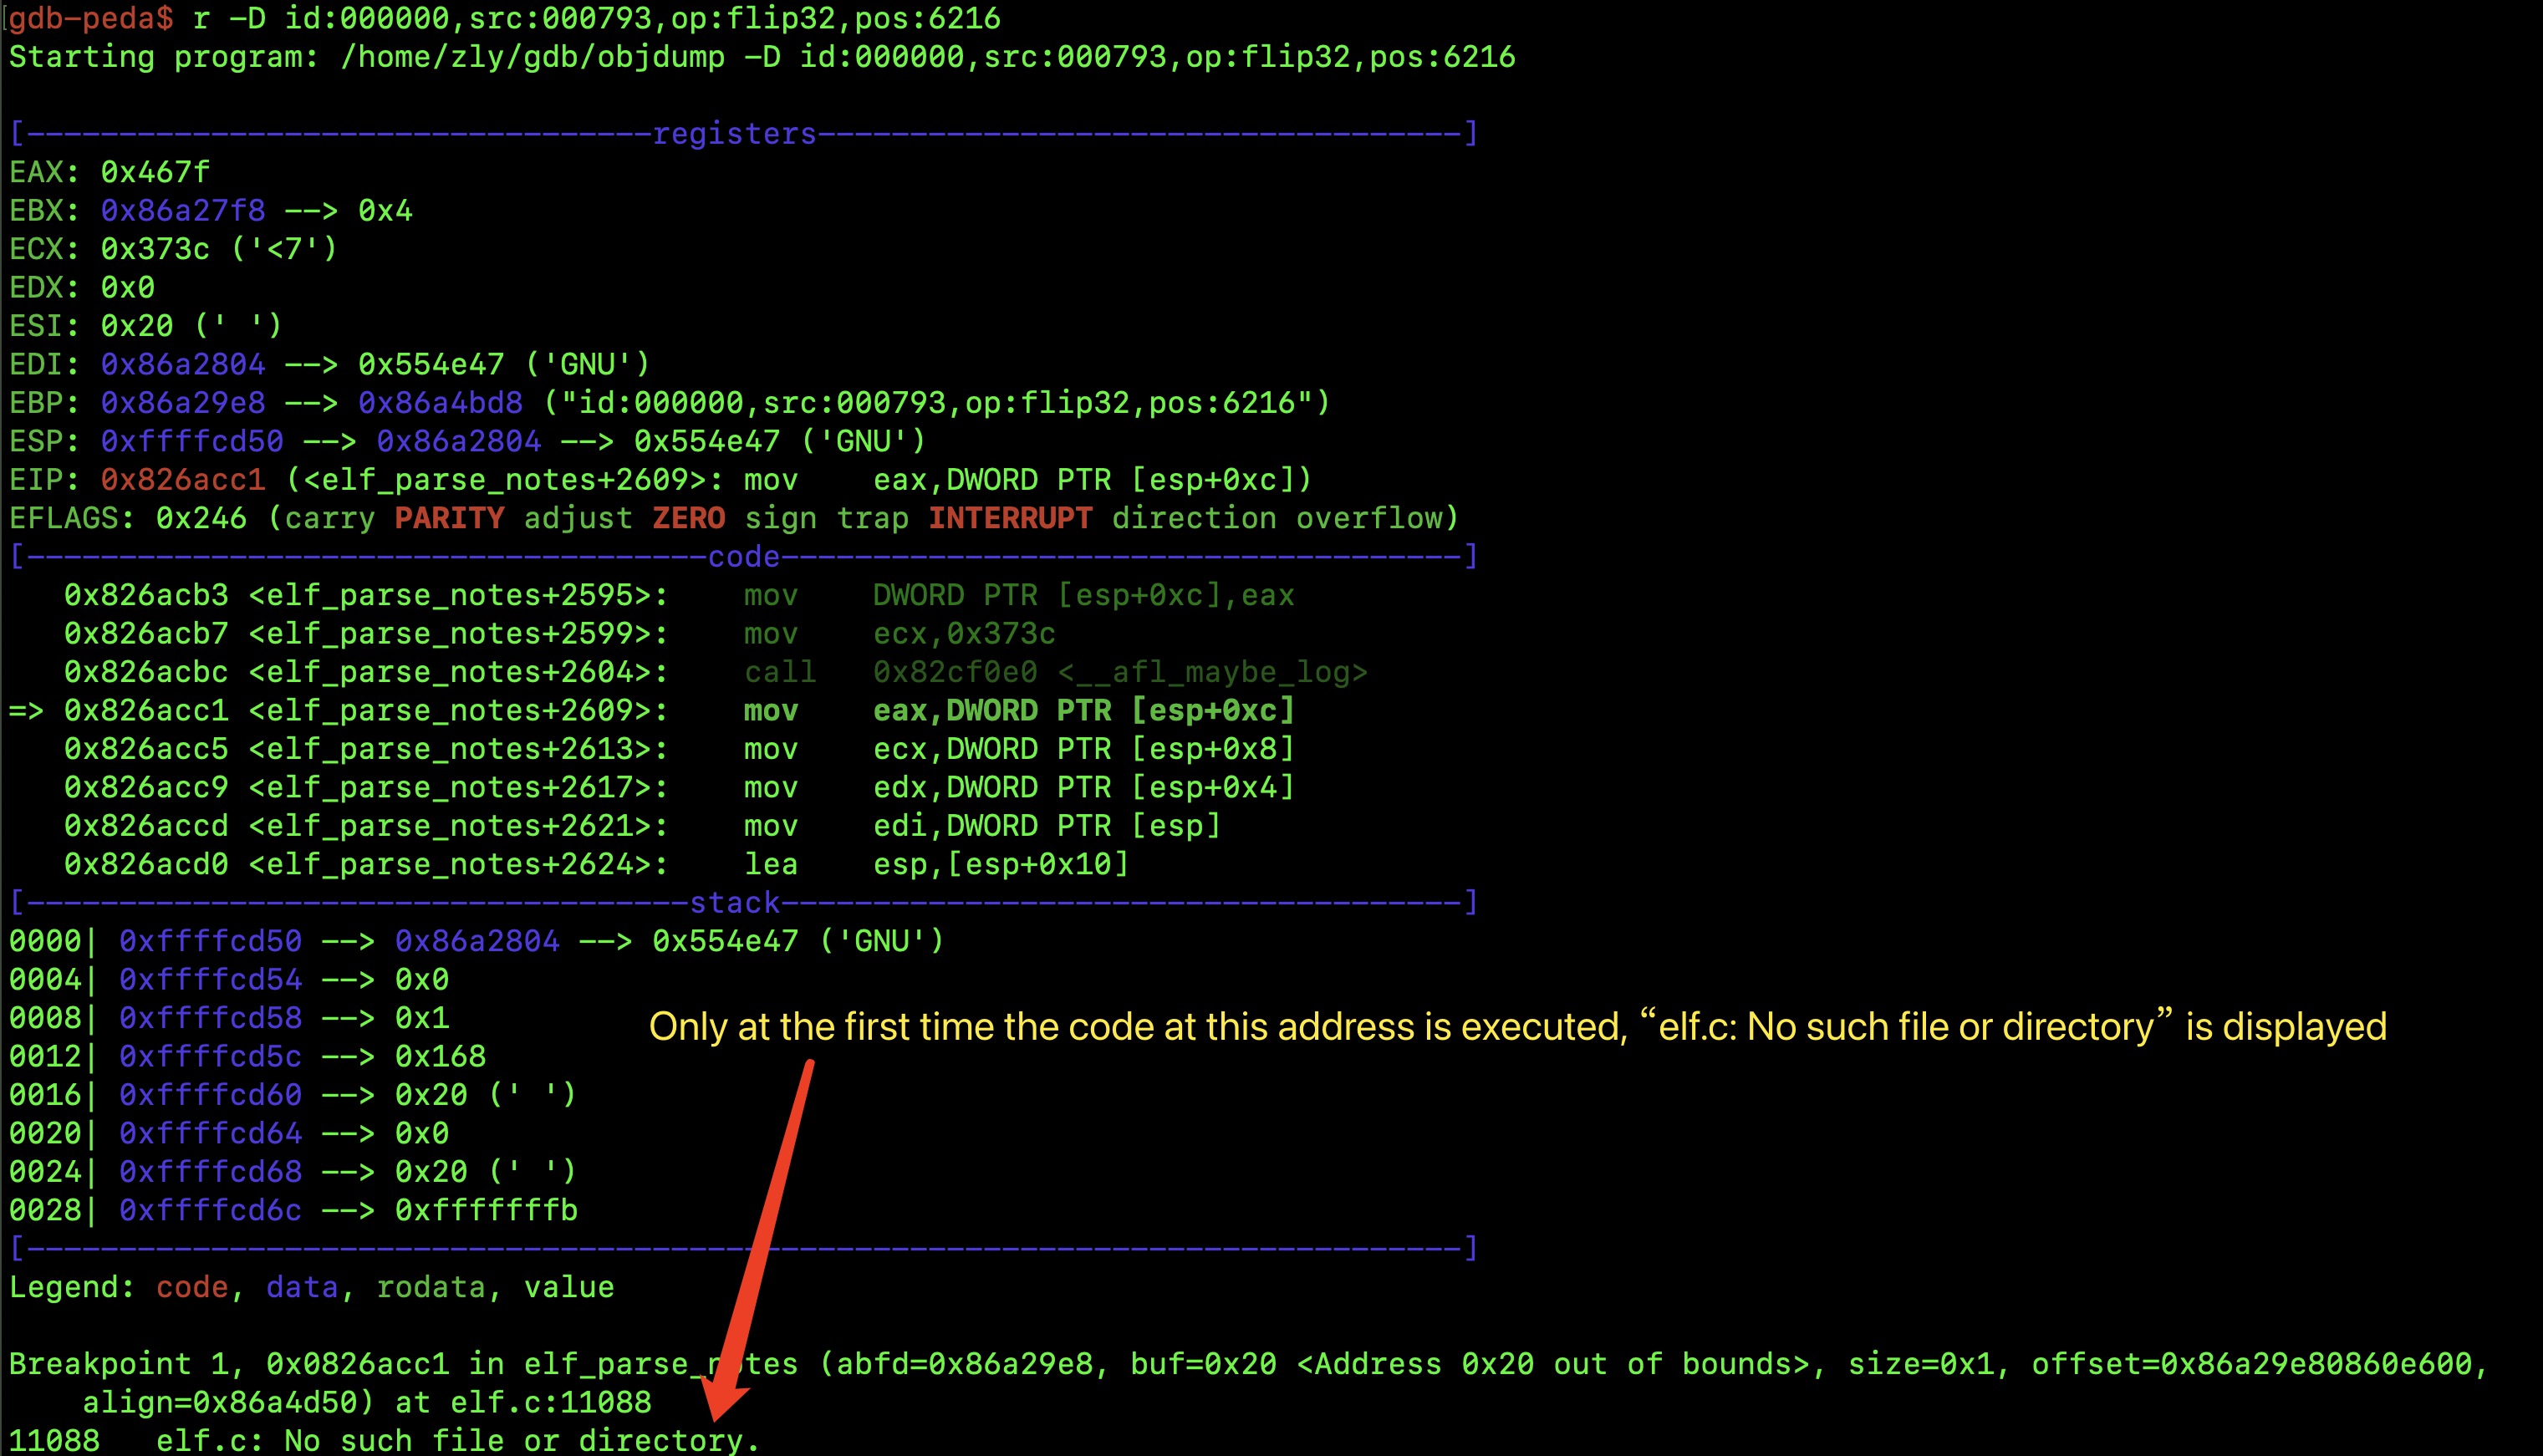 gdb-peda$ r -D id:000000,src:000793,op:flip32,pos:6216
Starting program: /home/zly/gdb/objdump -D id:000000,src:000793,op:flip32,pos:6216
[----------------------------------registers-----------------------------------]
EAX: 0x467f
EBX: 0x86a27f8 --> 0x4
ECX: 0x373c ('<7')
EDX: 0x0
ESI: 0x20 (' ')
EDI: 0x86a2804 --> 0x554e47 ('GNU')
EBP: 0x86a29e8 --> 0x86a4bd8 ("id:000000,src:000793,op:flip32,pos:6216")
ESP: 0xffffcd50 --> 0x86a2804 --> 0x554e47 ('GNU')
EIP: 0x826acc1 (<elf_parse_notes+2609>: mov    eax,DWORD PTR [esp+0xc])
EFLAGS: 0x246 (carry PARITY adjust ZERO sign trap INTERRUPT direction overflow)
[-------------------------------------code-------------------------------------]
   0x826acb3 <elf_parse_notes+2595>:    mov    DWORD PTR [esp+0xc],eax
   0x826acb7 <elf_parse_notes+2599>:    mov    ecx,0x373c
   0x826acbc <elf_parse_notes+2604>:    call   0x82cf0e0 <__afl_maybe_log>
=> 0x826acc1 <elf_parse_notes+2609>:    mov    eax,DWORD PTR [esp+0xc]
   0x826acc5 <elf_parse_notes+2613>:    mov    ecx,DWORD PTR [esp+0x8]
   0x826acc9 <elf_parse_notes+2617>:    mov    edx,DWORD PTR [esp+0x4]
   0x826accd <elf_parse_notes+2621>:    mov    edi,DWORD PTR [esp]
   0x826acd0 <elf_parse_notes+2624>:    lea    esp,[esp+0x10]
[------------------------------------stack-------------------------------------]
0000| 0xffffcd50 --> 0x86a2804 --> 0x554e47 ('GNU')
0004| 0xffffcd54 --> 0x0
0008| 0xffffcd58 --> 0x1
Only at the first time the code at this address is executed, “elf.c: No such file or directory” is displayed
0012| 0xffffcd5c --> 0x168
0016| 0xffffcd60 --> 0x20 (' ')
0020| 0xffffcd64 --> 0x0
0024| 0xffffcd68 --> 0x20 (' ')
0028| 0xffffcd6c --> 0xfffffffb
[------------------------------------------------------------------------------]
Legend: code, data, rodata, value
Breakpoint 1, 0x0826acc1 in elf_parse_notes (abfd=0x86a29e8, buf=0x20 <Address 0x20 out of bounds>, size=0x1, offset=0x86a29e80860e600,
    align=0x86a4d50) at elf.c:11088
11088   elf.c: No such file or directory.